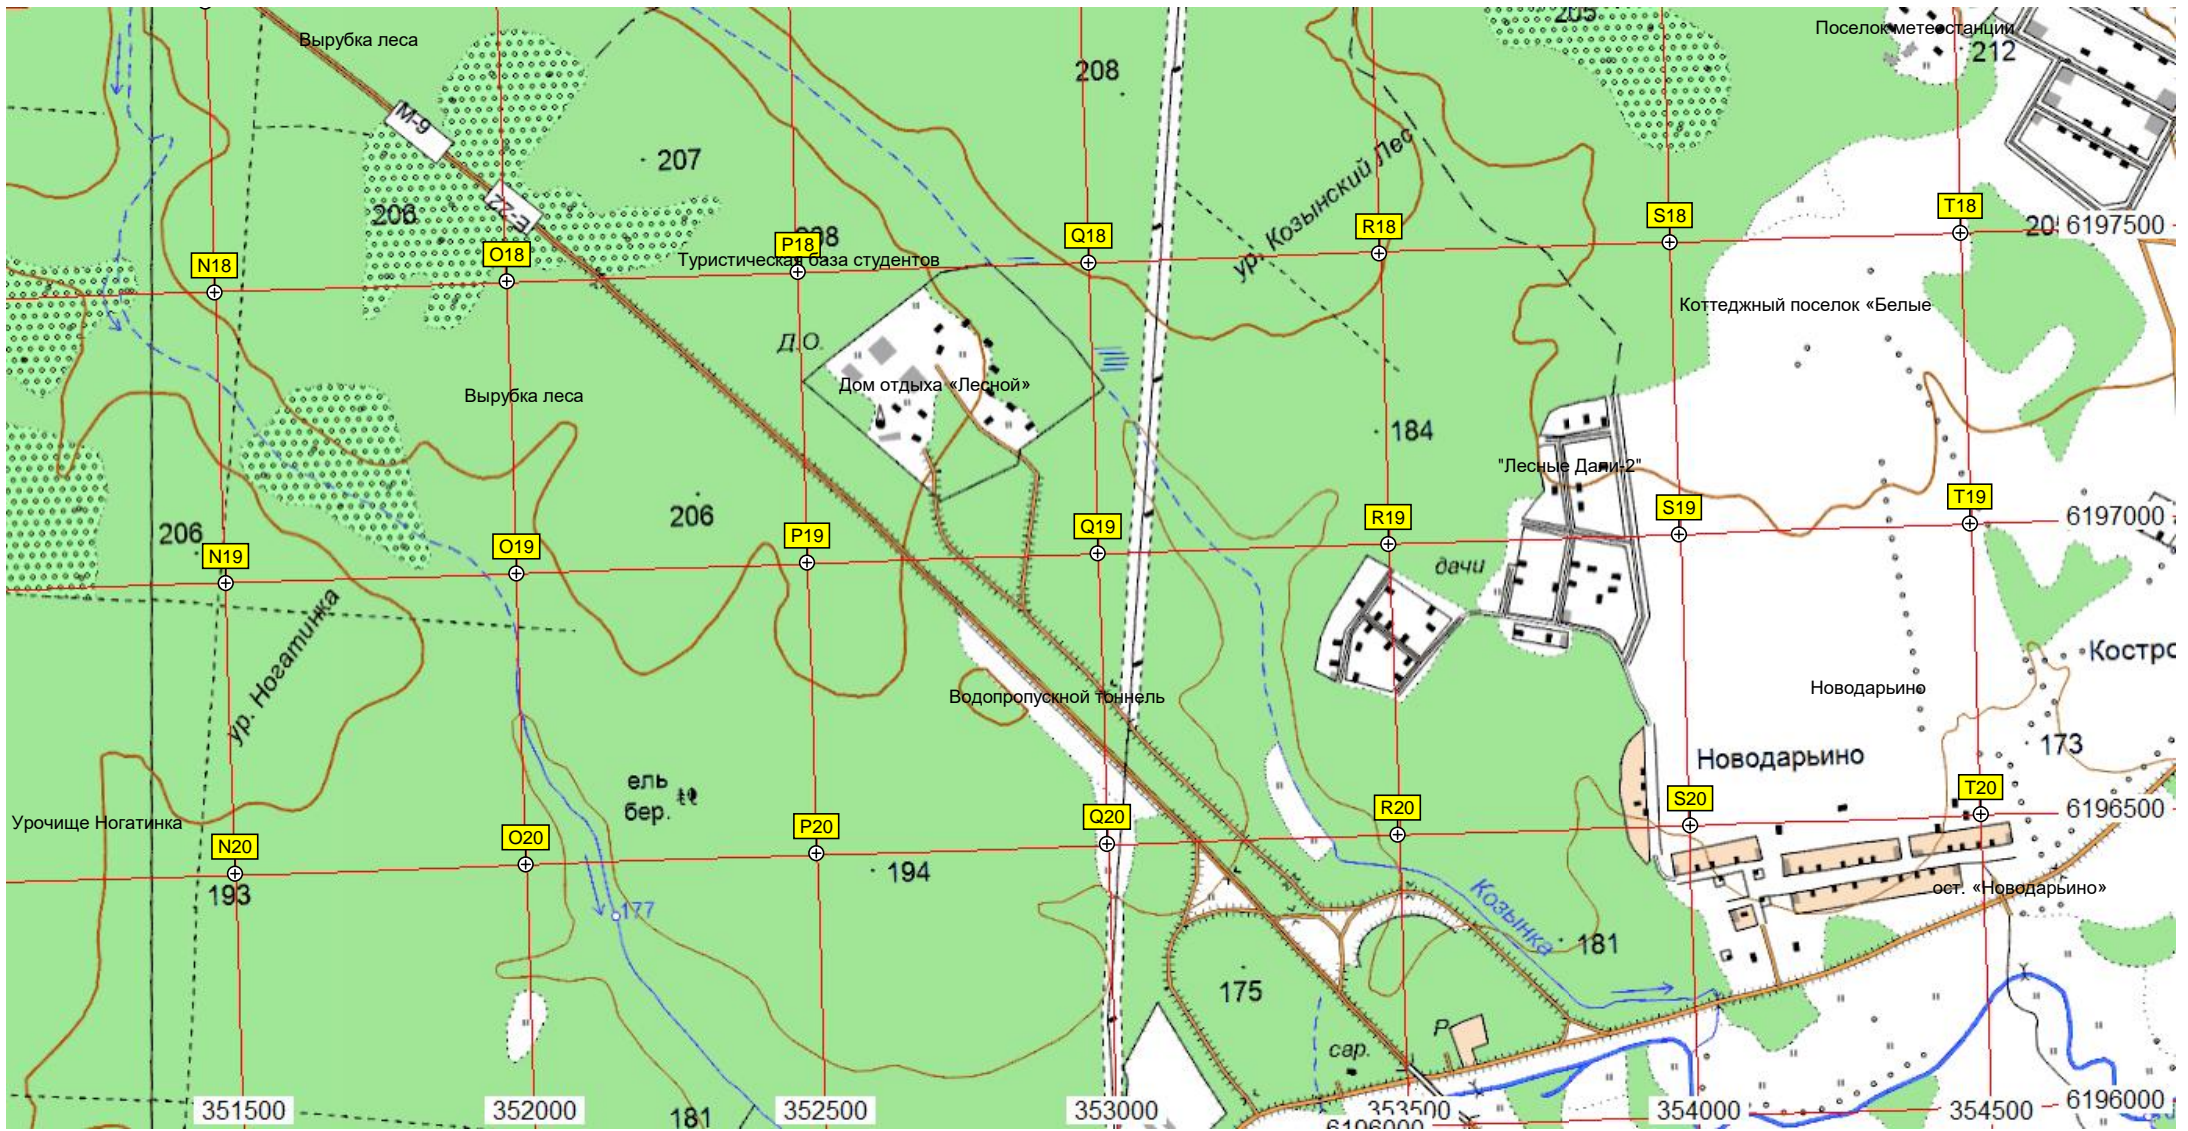 205
Поселок метеостанции
212
Вырубка леса
208
М-9
207
ур. Козынский Лес
E-22
206
T18
S18
R18
Q18
P18
6197500
O18
N18
Туристическая база студентов
Коттеджный поселок «Белые
Д.О.
Дом отдыха «Лесной»
Вырубка леса
184
"Лесные Дали-2"
T19
S19
R19
Q19
P19
O19
N19
206
206
6197000
дачи
ур. Ногатинка
Костро
Новодарьино
Водопропускной тоннель
173
Новодарьино
ель
бер.
T20
S20
R20
Q20
P20
O20
N20
6196500
Урочище Ногатинка
194
193
177
ост. «Новодарьино»
Козынка
181
175
Р
сар.
181
351500
352000
352500
353000
353500
354000
354500
6196000
6196000